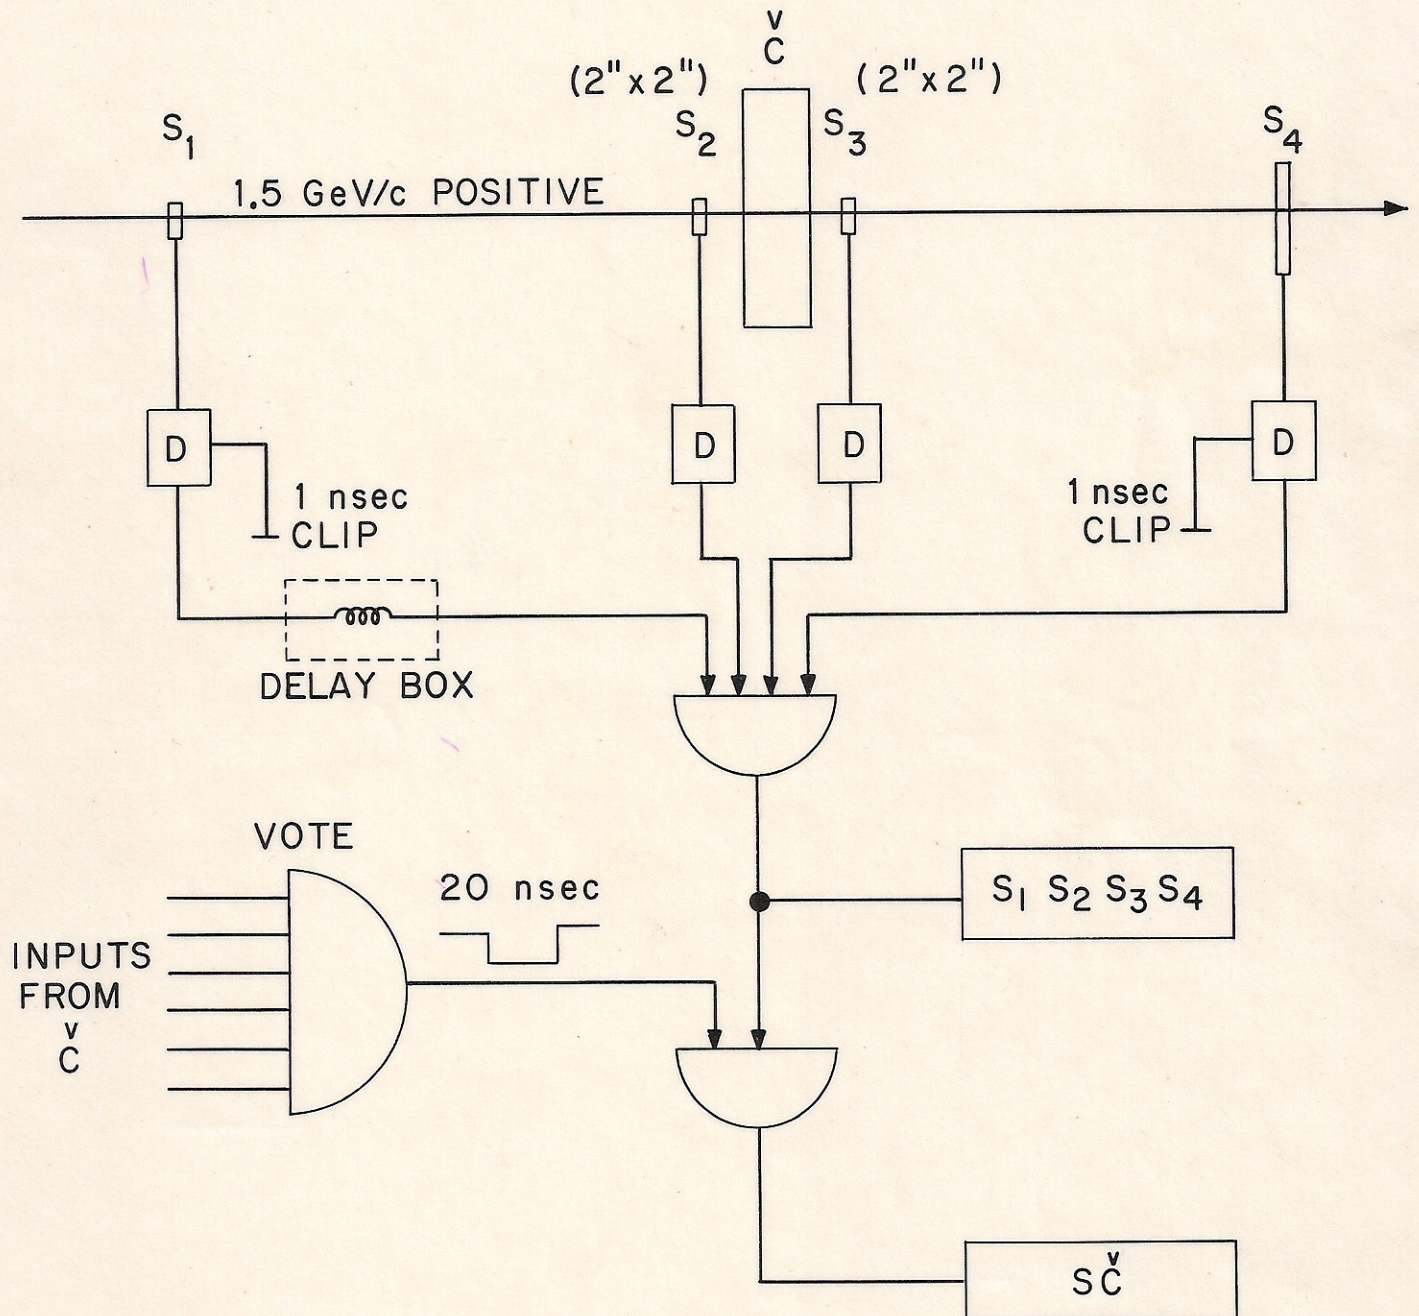 Č
(2"x2")
(2"x2")
S1
S2
S3
S4
1.5 GeV/c POSITIVE
D
D
D
D
1 nsec
CLIP
1 nsec
CLIP
DELAY BOX
VOTE
20 nsec
S1 S2 S3 S4
INPUTS
FROM
Č
SČ